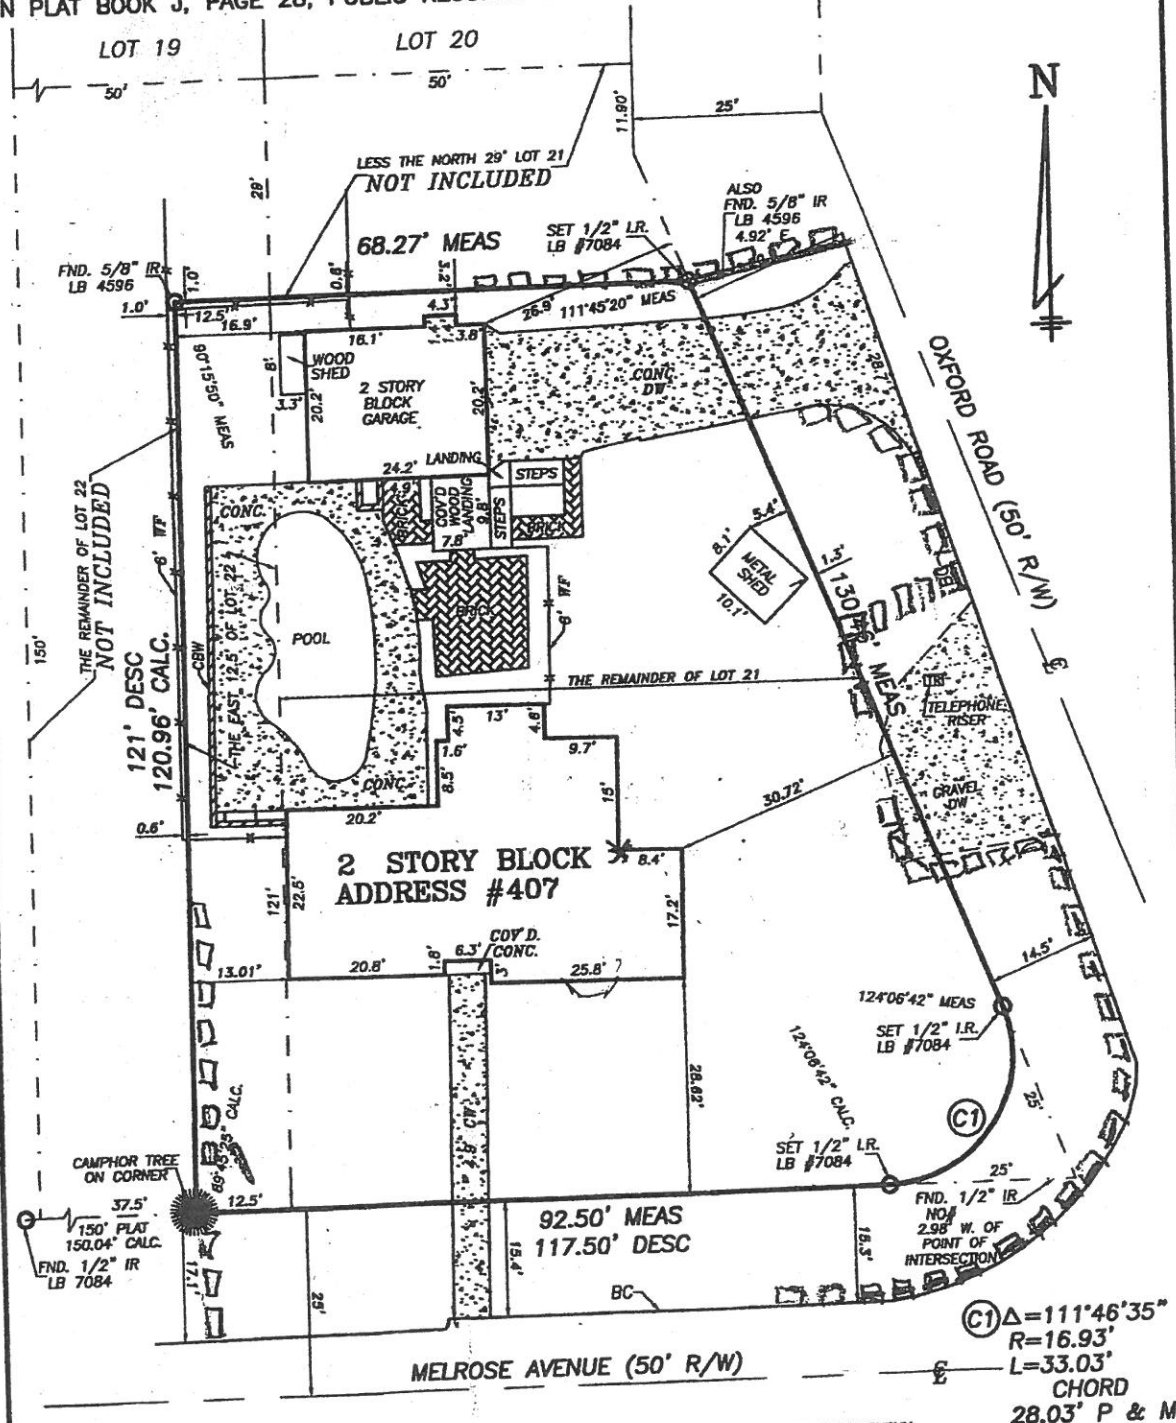 N PLAT BOOK J, PAGE 28,
LOT 19
LOT 20
50'
50'
11.90'
25'
N
LESS THE NORTH 29' LOT 21
NOT INCLUDED
29'
ALSO
FND. 5/8" IR
LB 4596
4.92' E
SET 1/2" I.R.
LB #7084
68.27' MEAS
FND. 5/8" IR
LB 4596
1.0'
0.6'
3.2'
1.0'
12.5'
16.9'
4.3'
26.9'
111°45'20" MEAS
16.1'
3.8'
90°15'50" MEAS
8'
WOOD
SHED
3.3'
20.2'
2 STORY
BLOCK
GARAGE
20.2'
CONC
DW
28.7'
OXFORD ROAD (50' R/W)
LANDING
24.2'
STEPS
4.9'
BRICK
COV'D
WOOD
LANDING
9.8'
7.8'
STEPS
BRICK
THE REMAINDER OF LOT 22
NOT INCLUDED
6' WF
CONC.
5.4'
8.1'
METAL
SHED
10.1'
1.3'
130.46' MEAS
150'
THE EAST 12.5' OF LOT 22
POOL
BRICK
6' WF
CBW
THE REMAINDER OF LOT 21
TR
TELEPHONE
RISER
121' DESC
120.96' CALC.
13'
4.5'
4.6'
1.6'
9.7'
8.5'
15'
CONC
20.2'
30.72'
GRAVEL
DW
0.6'
2 STORY BLOCK
ADDRESS #407
8.4'
121'
22.5'
17.2'
COV'D.
CONC.
6.3'
1.8'
3'
13.01'
20.8'
25.8'
14.5'
124°06'42" MEAS
SET 1/2" I.R.
LB #7084
124°06'42" CALC.
28.62'
25'
C1
89°45'25" CALC.
4.9' CW
SET 1/2" I.R.
LB #7084
CAMPHOR TREE
ON CORNER
25'
37.5'
12.5'
150' PLAT
150.04' CALC.
FND. 1/2" IR
LB 7084
92.50' MEAS
117.50' DESC
FND. 1/2" IR
NO#
2.98' W. OF
POINT OF
INTERSECTION
17.1'
15.4'
25'
BC
C1 Δ=111°46'35"
R=16.93'
L=33.03'
CHORD
28.03' P & M
MELROSE AVENUE (50' R/W)